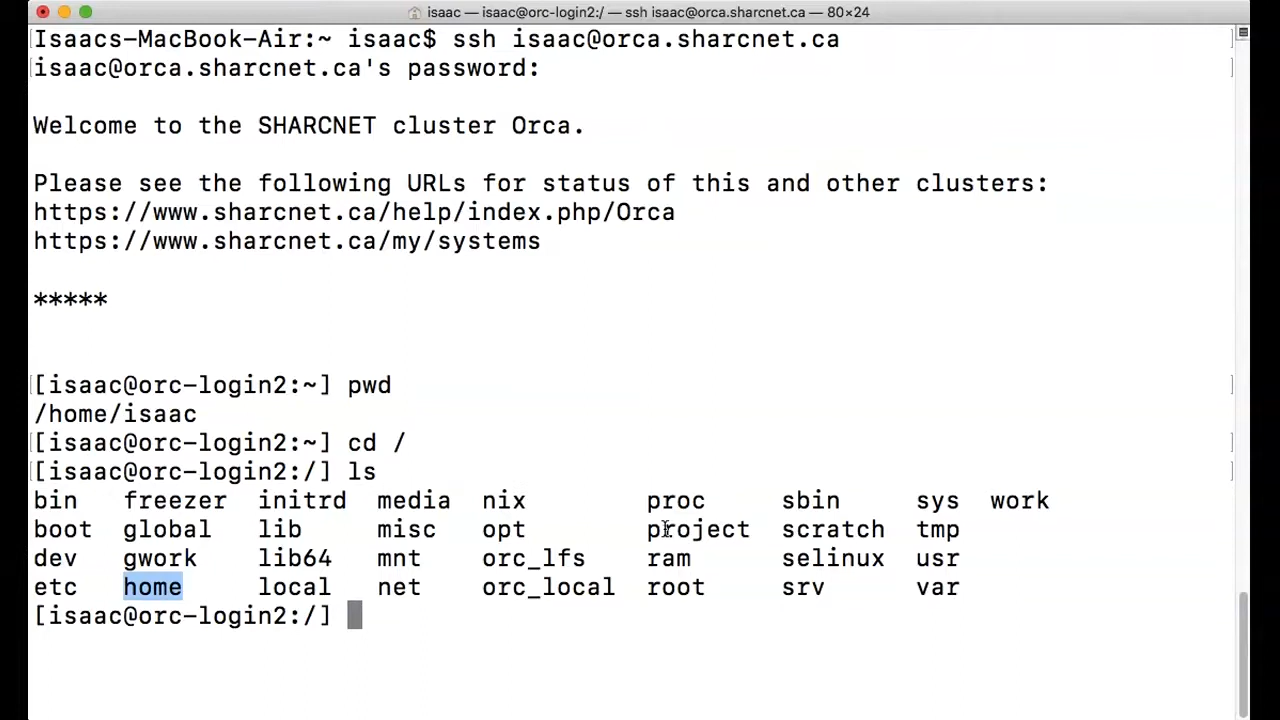 isaac — isaac@orc-login2:/ — ssh isaac@orca.sharcnet.ca — 80×24
Isaacs-MacBook-Air:~ isaac$ ssh isaac@orca.sharcnet.ca
isaac@orca.sharcnet.ca's password:
Welcome to the SHARCNET cluster Orca.
Please see the following URLs for status of this and other clusters:
https://www.sharcnet.ca/help/index.php/Orca
https://www.sharcnet.ca/my/systems
*****
[isaac@orc-login2:~] pwd
/home/isaac
[isaac@orc-login2:~] cd /
[isaac@orc-login2:/] ls
bin freezer initrd media nix proc sbin sys work
boot global lib misc opt project scratch tmp
dev gwork lib64 mnt orc_lfs ram selinux usr
etc home local net orc_local root srv var
[isaac@orc-login2:/]